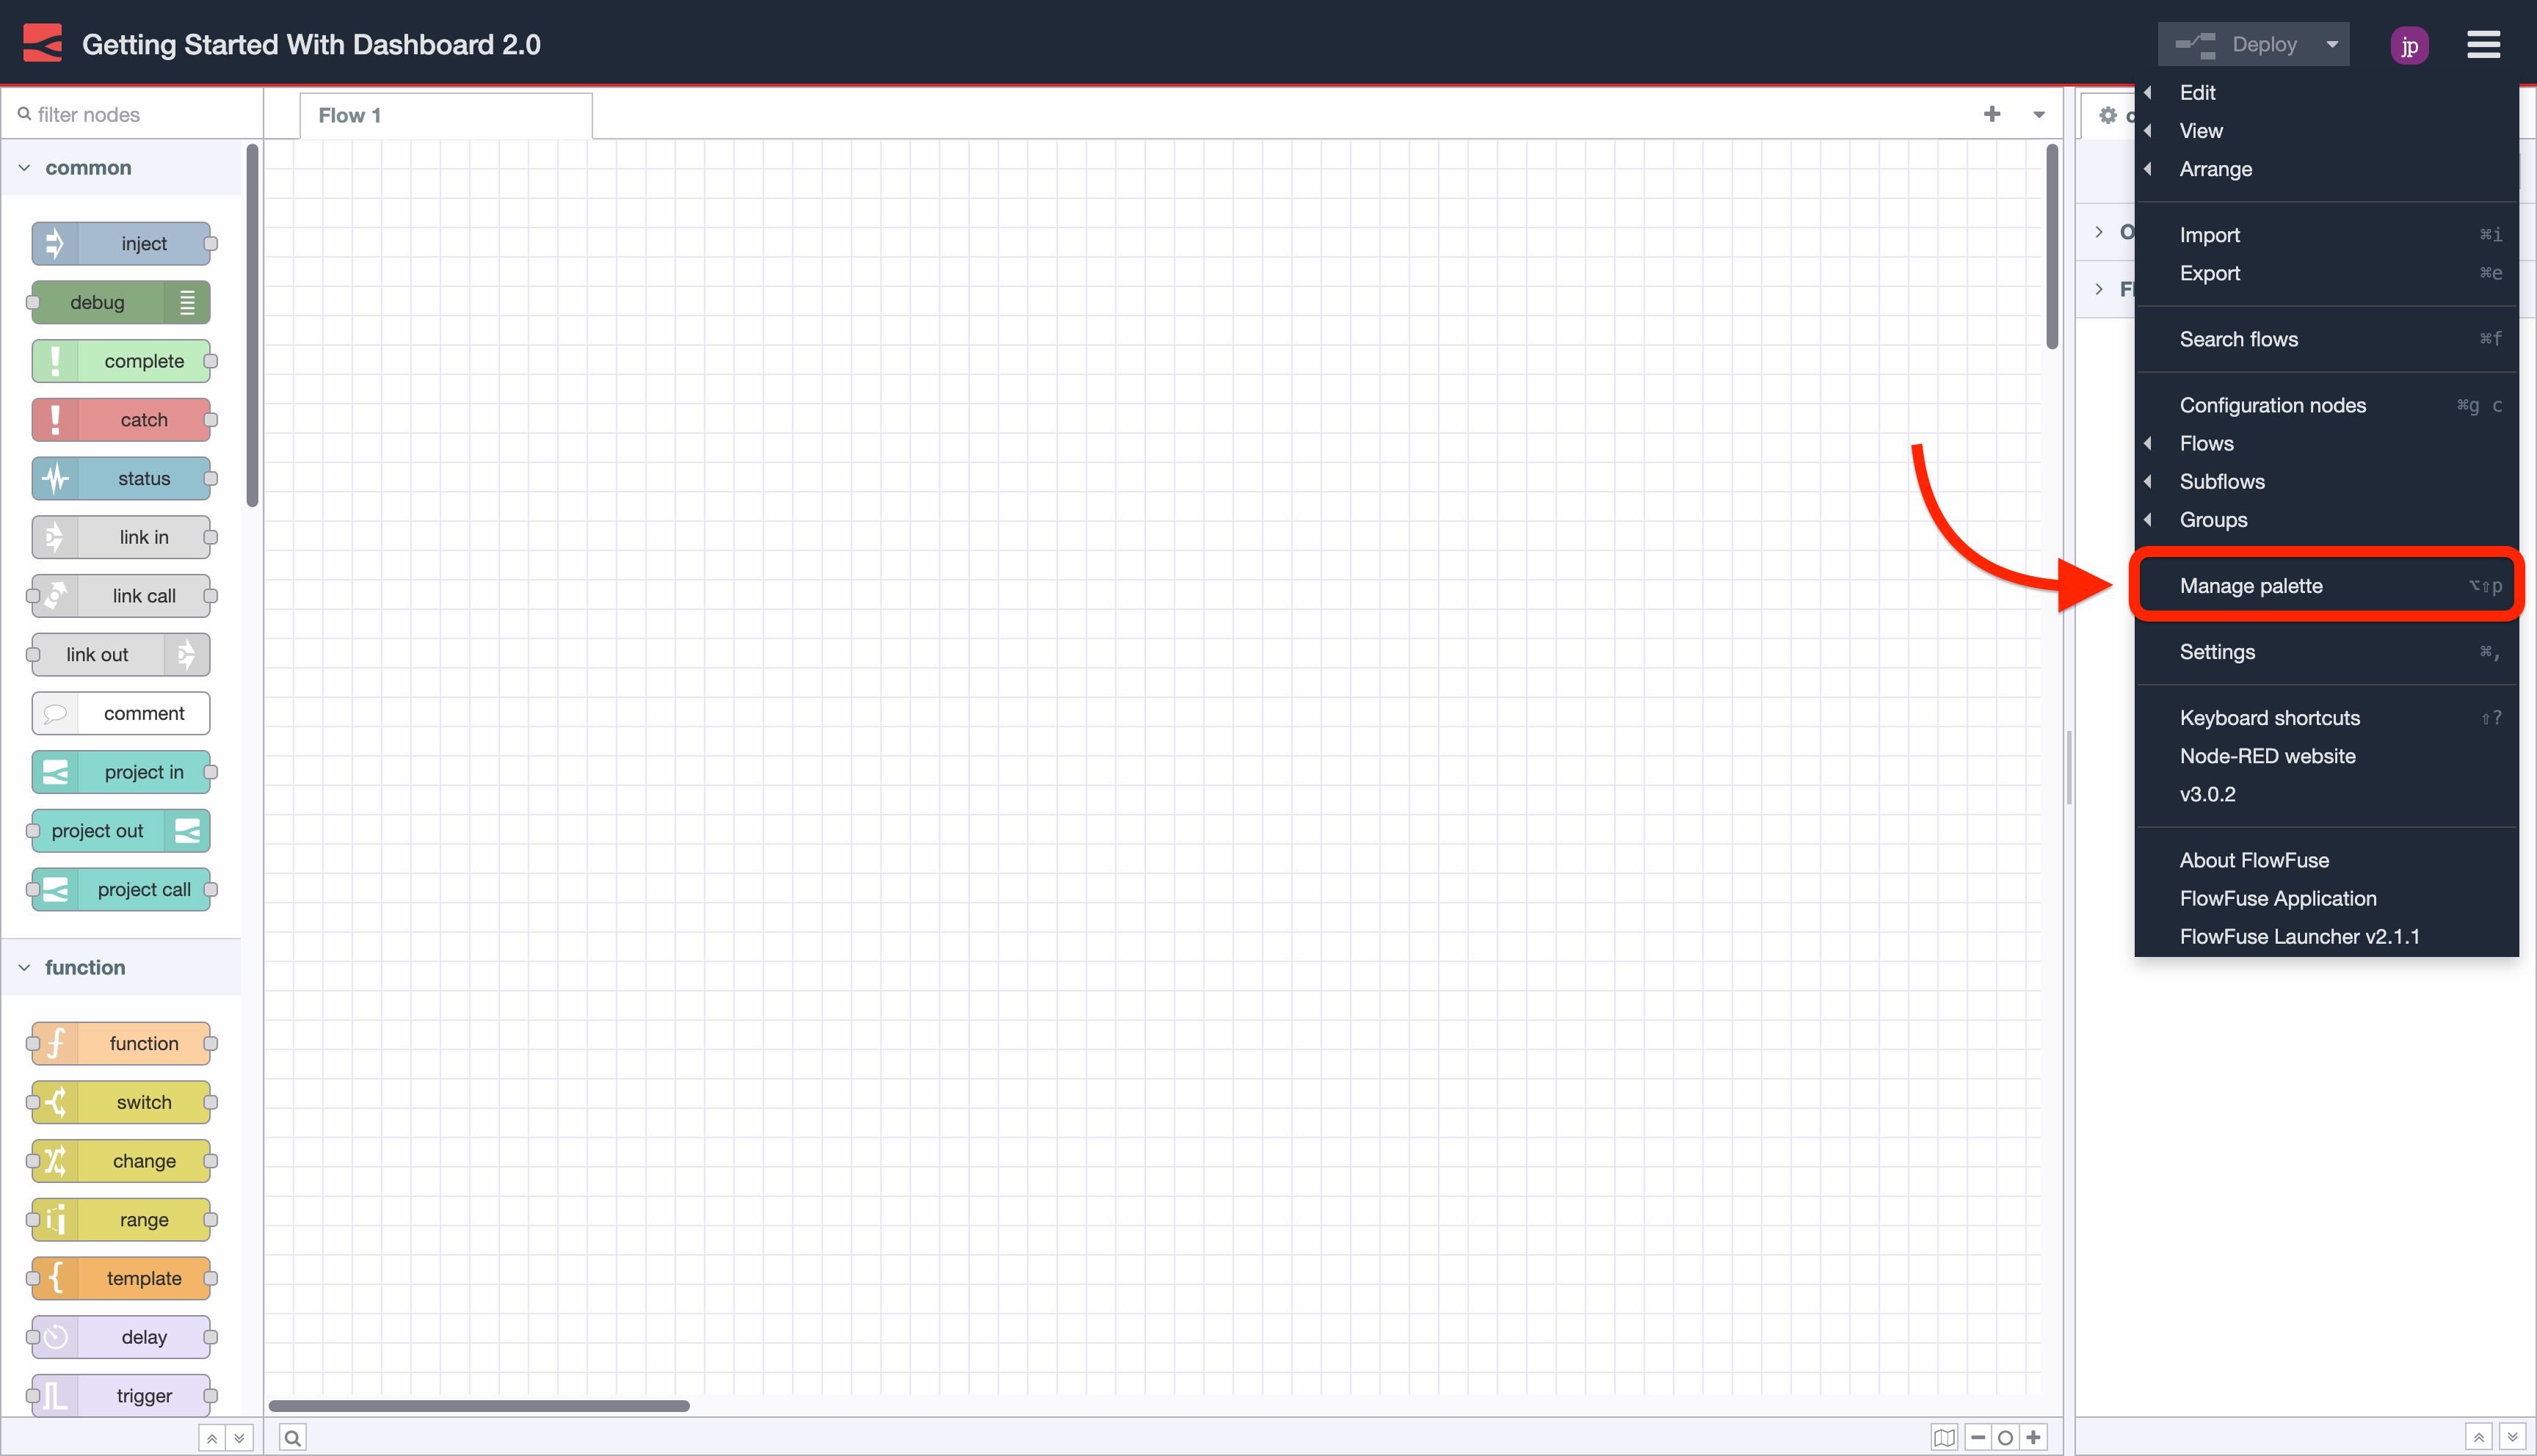 Getting Started With Dashboard 2.0
Deploy
jp
filter nodes
Flow 1
common
inject
debug
complete
catch
status
link in
link call
link out
comment
project in
project out
project call
function
function
switch
change
range
template
delay
trigger
Edit
View
Arrange
Import ⌘i
Export ⌘e
Search flows ⌘f
Configuration nodes ⌘g c
Flows
Subflows
Groups
Manage palette ⌥⇧p
Settings ⌘,
Keyboard shortcuts ⇧?
Node-RED website
v3.0.2
About FlowFuse
FlowFuse Application
FlowFuse Launcher v2.1.1